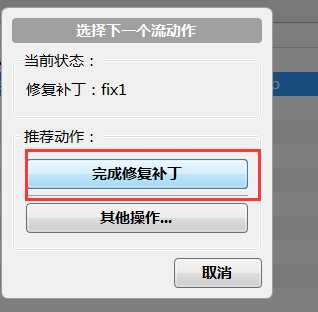 选择下一个流动作
当前状态：
修复补丁：fix1
推荐动作：
完成修复补丁
其他操作...
取消